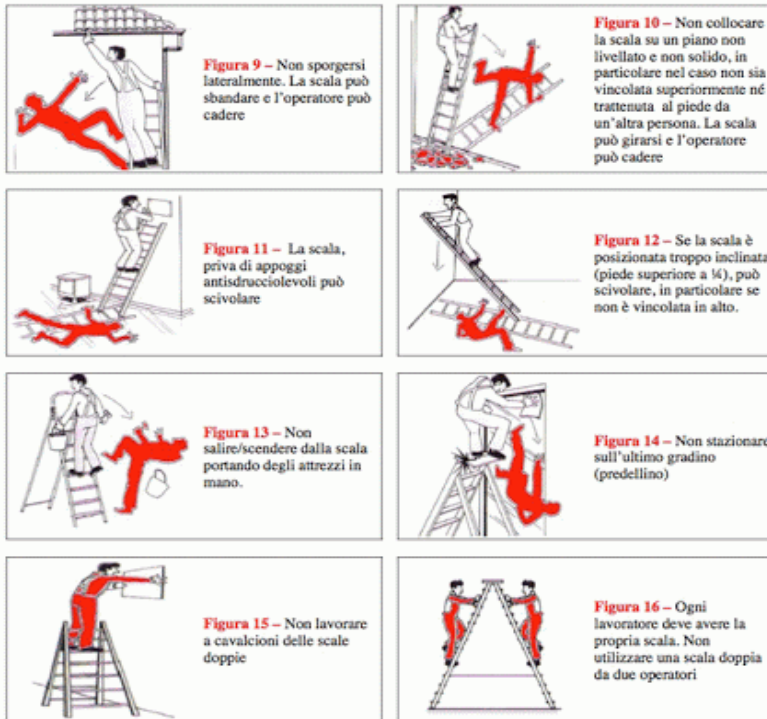 Figura 9 – Non sporgersi
lateralmente. La scala può
sbandare e l'operatore può
cadere
Figura 10 – Non collocare
la scala su un piano non
livellato e non solido, in
particolare nel caso non sia
vincolata superiormente né
trattenuta al piede da
un'altra persona. La scala
può girarsi e l'operatore
può cadere
Figura 11 – La scala,
priva di appoggi
antisdrucciolevoli può
scivolare
Figura 12 – Se la scala è
posizionata troppo inclinata
(piede superiore a ¼), può
scivolare, in particolare se
non è vincolata in alto.
Figura 13 – Non
salire/scendere dalla scala
portando degli attrezzi in
mano.
Figura 14 – Non stazionare
sull'ultimo gradino
(predellino)
Figura 15 – Non lavorare
a cavalcioni delle scale
doppie
Figura 16 – Ogni
lavoratore deve avere la
propria scala. Non
utilizzare una scala doppia
da due operatori